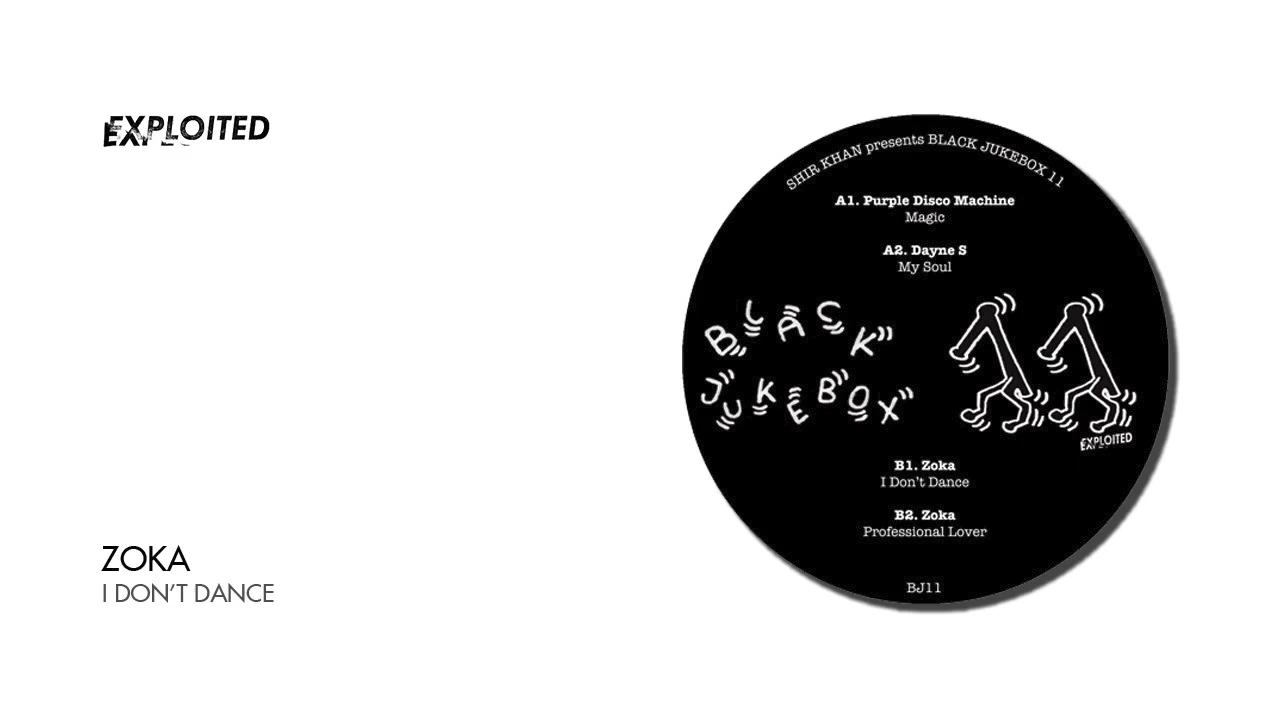 EXPLOITED
SHIR KHAN presents BLACK JUKEBOX 11
A1. Purple Disco Machine
Magic
A2. Dayne S
My Soul
BLACK
JUKEBOX
11
EXPLOITED
B1. Zoka
I Don't Dance
B2. Zoka
Professional Lover
BJ11
ZOKA
I DON'T DANCE